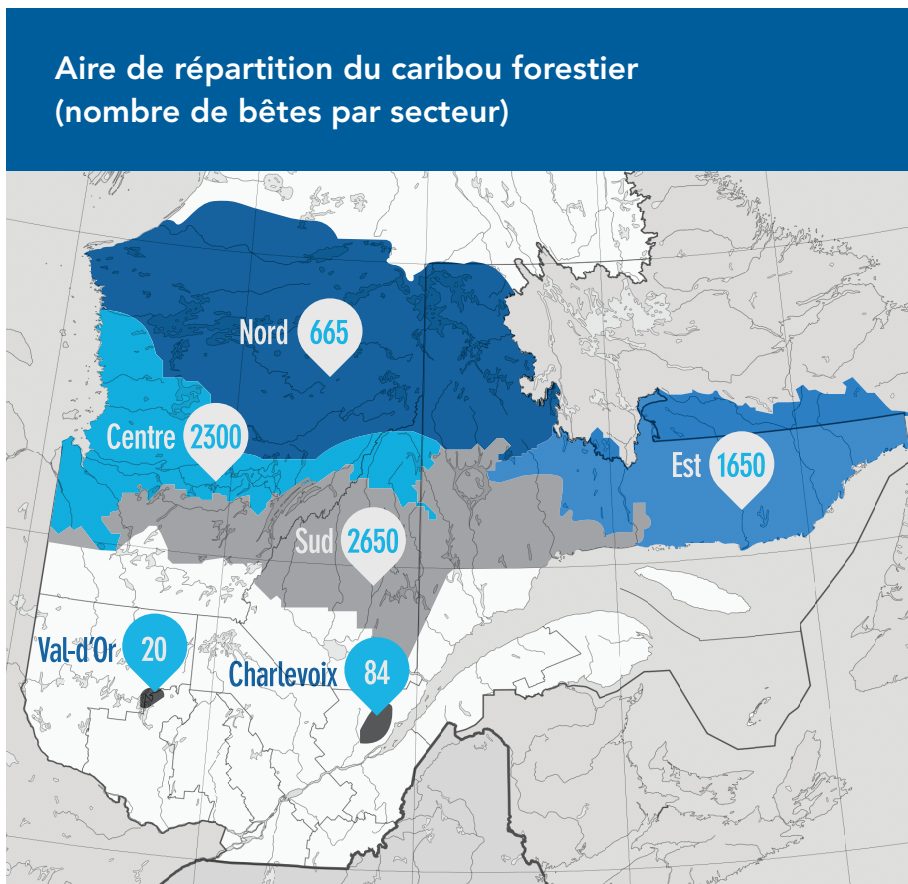 Aire de répartition du caribou forestier
(nombre de bêtes par secteur)
Nord 665
Centre 2300
Est 1650
Sud 2650
Val-d'Or 20
Charlevoix 84